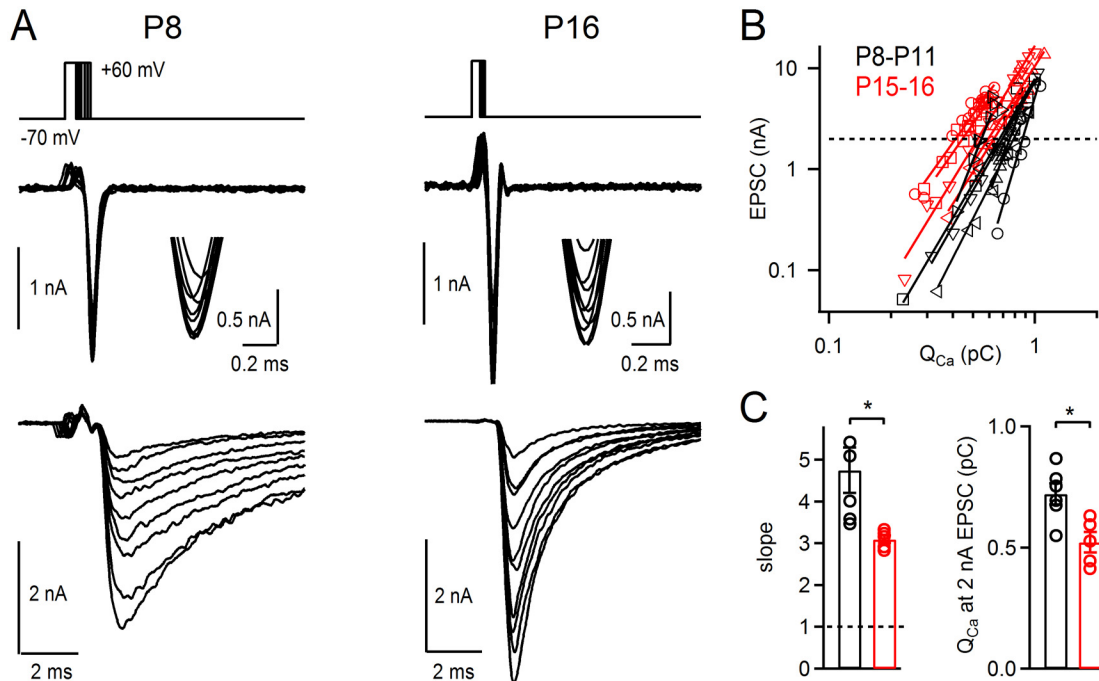 A
P8
P16
+60 mV
-70 mV
1 nA
0.5 nA
0.2 ms
1 nA
0.5 nA
0.2 ms
2 nA
2 ms
2 nA
2 ms
B
P8-P11
P15-16
EPSC (nA)
10
1
0.1
0.1
1
Q_Ca (pC)
C
*
slope
5
4
3
2
1
0
*
Q_Ca at 2 nA EPSC (pC)
1.0
0.5
0.0